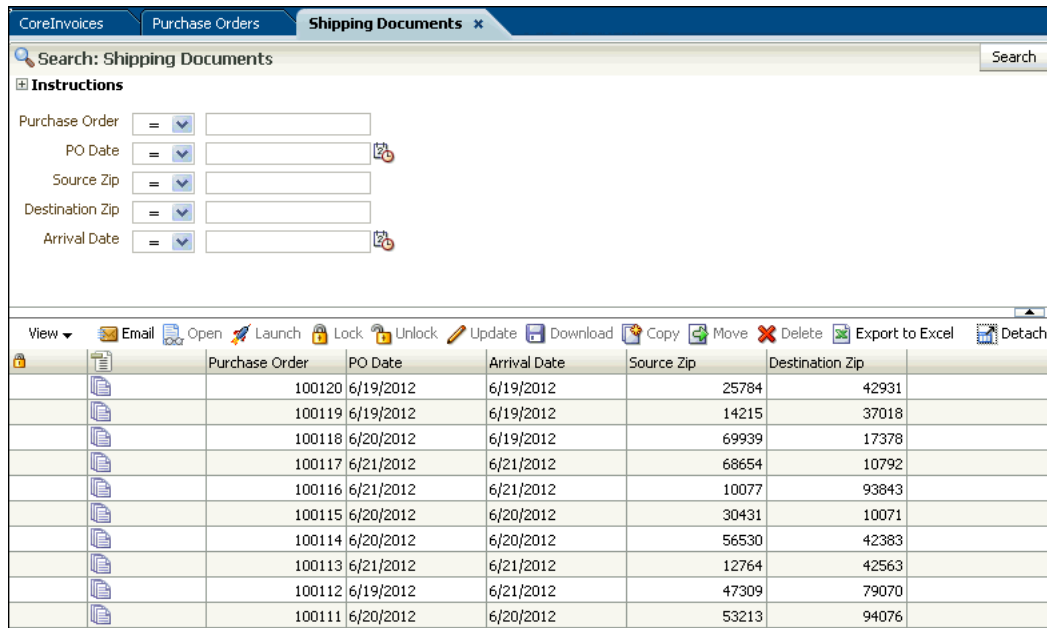 CoreInvoices Purchase Orders Shipping Documents
Search: Shipping Documents Search
Instructions
Purchase Order =
PO Date =
Source Zip =
Destination Zip =
Arrival Date =
View Email Open Launch Lock Unlock Update Download Copy Move Delete Export to Excel Detach
Purchase Order PO Date Arrival Date Source Zip Destination Zip
100120 6/19/2012 6/19/2012 25784 42931
100119 6/19/2012 6/19/2012 14215 37018
100118 6/20/2012 6/19/2012 69939 17378
100117 6/21/2012 6/21/2012 68654 10792
100116 6/21/2012 6/21/2012 10077 93843
100115 6/20/2012 6/20/2012 30431 10071
100114 6/20/2012 6/20/2012 56530 42383
100113 6/21/2012 6/21/2012 12764 42563
100112 6/19/2012 6/21/2012 47309 79070
100111 6/20/2012 6/20/2012 53213 94076